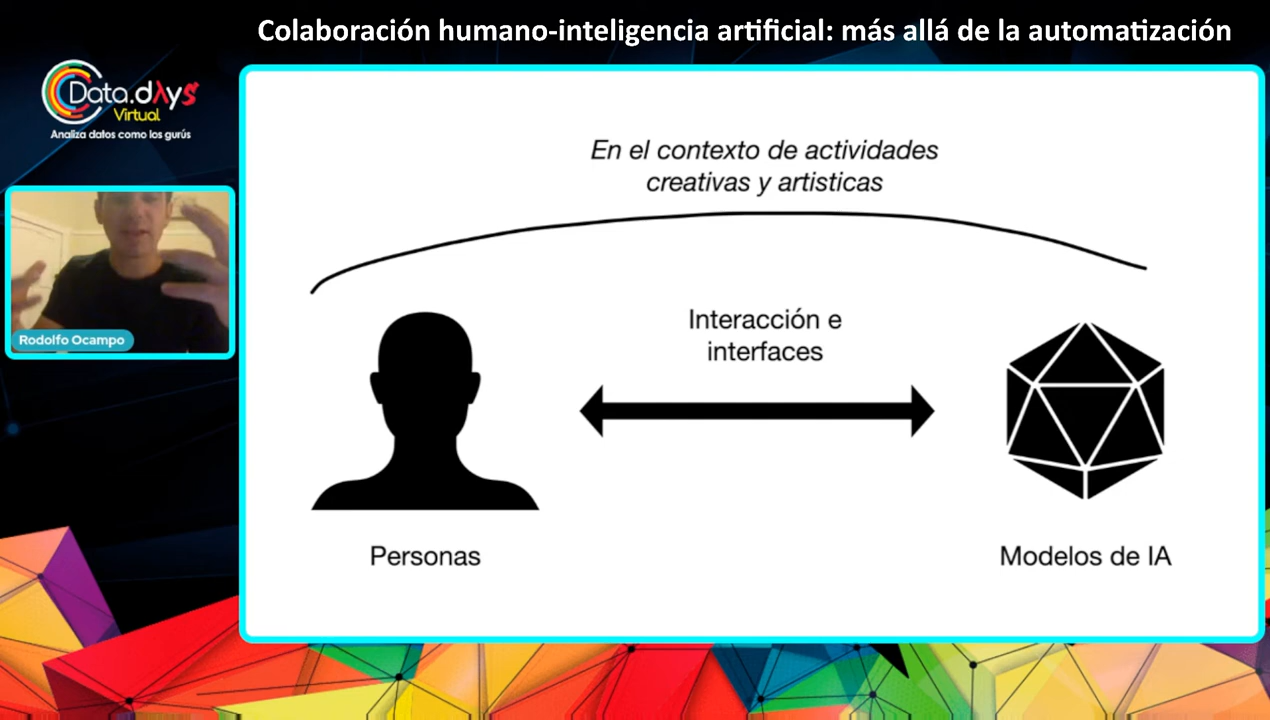 Colaboración humano-inteligencia artificial: más allá de la automatización
Data.dλys
Virtual
Analiza datos como los gurús
Rodolfo Ocampo
En el contexto de actividades
creativas y artisticas
Interacción e
interfaces
Personas
Modelos de IA